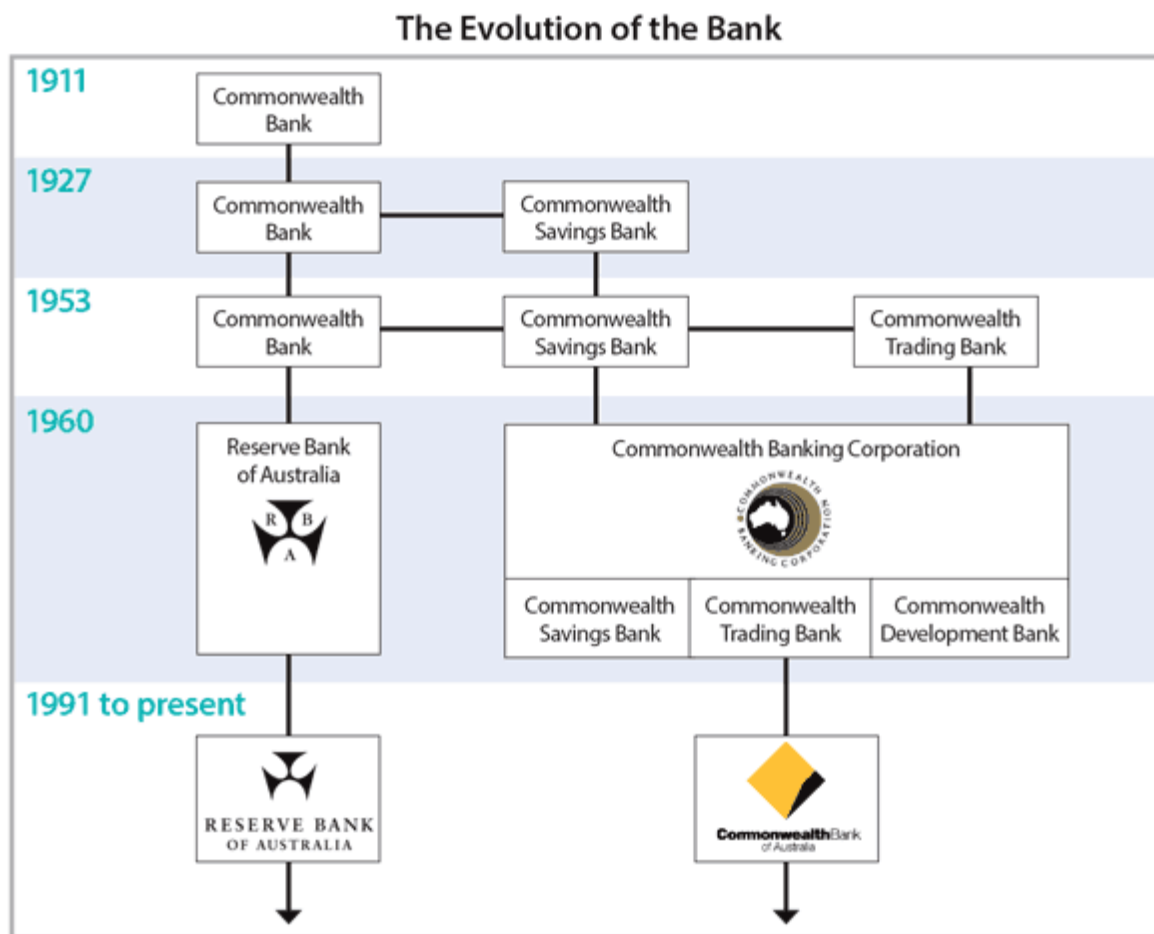 The Evolution of the Bank
1911
Commonwealth
Bank
1927
Commonwealth
Bank
Commonwealth
Savings Bank
1953
Commonwealth
Bank
Commonwealth
Savings Bank
Commonwealth
Trading Bank
1960
Reserve Bank
of Australia
R B
A
Commonwealth Banking Corporation
COMMONWEALTH
BANKING CORPORATION
Commonwealth
Savings Bank
Commonwealth
Trading Bank
Commonwealth
Development Bank
1991 to present
RESERVE BANK
OF AUSTRALIA
CommonwealthBank
of Australia